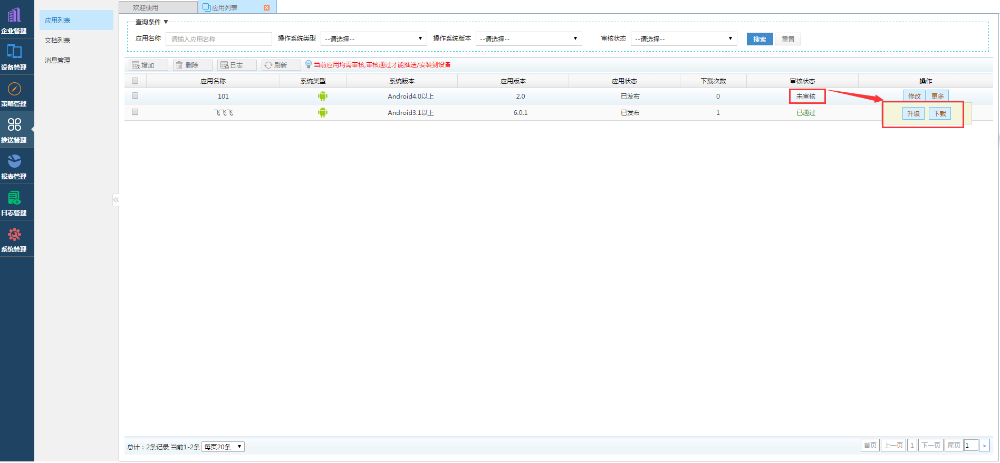 企业管理
设备管理
策略管理
推送管理
报表管理
日志管理
系统管理
应用列表
文档列表
消息管理
欢迎使用 应用列表
查询条件 ▼
应用名称 请输入应用名称 操作系统类型 --请选择-- 操作系统版本 --请选择-- 审核状态 --请选择-- 搜索 重置
增加 删除 日志 刷新 当前应用均需审核,审核通过才能推送/安装到设备
应用名称 系统类型 系统版本 应用版本 应用状态 下载次数 审核状态 操作
101 Android4.0以上 2.0 已发布 0 未审核 修改 更多
飞飞飞 Android3.1以上 6.0.1 已发布 1 已通过 升级 下载
总计：2条记录 当前1-2条 每页20条 首页 上一页 1 下一页 尾页 1 >